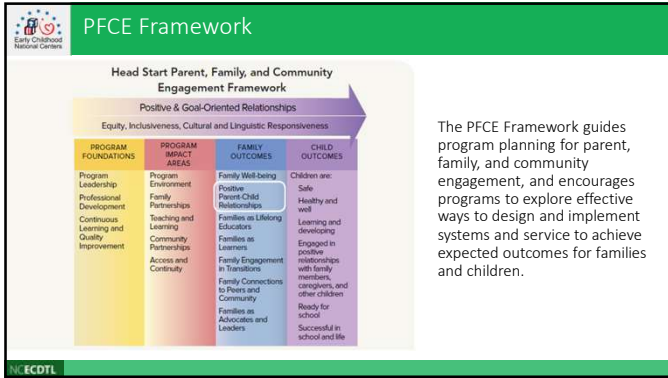 Early Childhood
National Centers
PFCE Framework
Head Start Parent, Family, and Community
Engagement Framework
Positive & Goal-Oriented Relationships
Equity, Inclusiveness, Cultural and Linguistic Responsiveness
PROGRAM
FOUNDATIONS
Program
Leadership
Professional
Development
Continuous
Learning and
Quality
Improvement
PROGRAM
IMPACT
AREAS
Program
Environment
Family
Partnerships
Teaching and
Learning
Community
Partnerships
Access and
Continuity
FAMILY
OUTCOMES
Family Well-being
Positive
Parent-Child
Relationships
Families as Lifelong
Educators
Families as
Learners
Family Engagement
in Transitions
Family Connections
to Peers and
Community
Families as
Advocates and
Leaders
CHILD
OUTCOMES
Children are:
Safe
Healthy and
well
Learning and
developing
Engaged in
positive
relationships
with family
members,
caregivers, and
other children
Ready for
school
Successful in
school and life
The PFCE Framework guides
program planning for parent,
family, and community
engagement, and encourages
programs to explore effective
ways to design and implement
systems and service to achieve
expected outcomes for families
and children.
NCECDTL